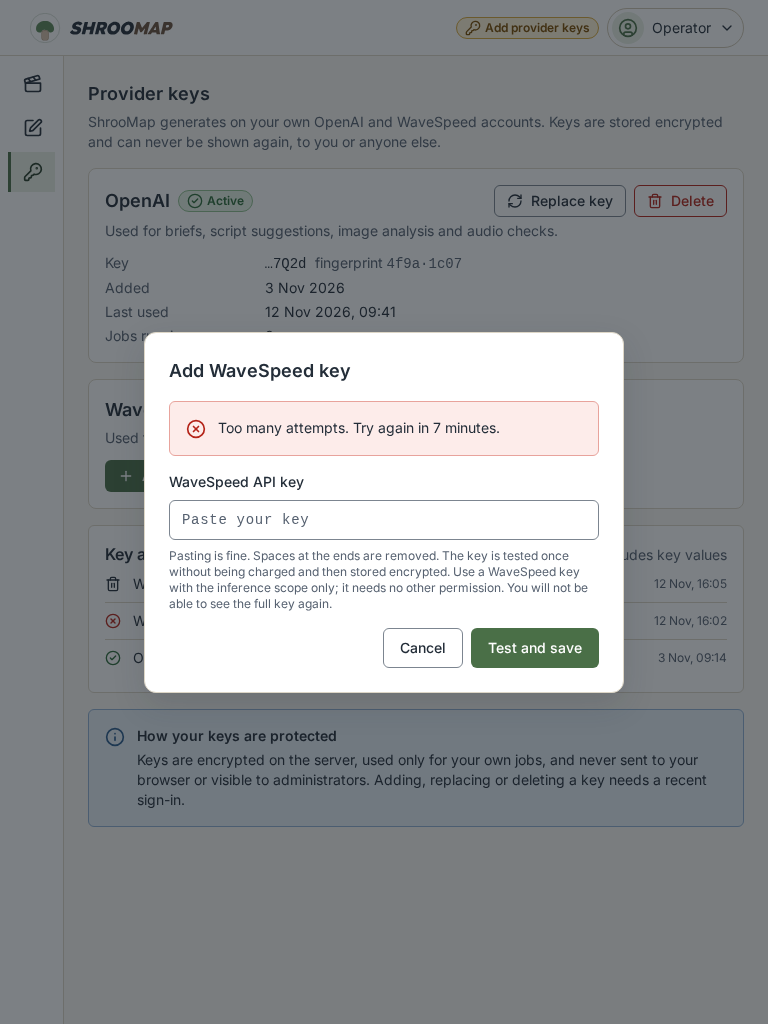 SHROOMAP
Add provider keys
Operator
Provider keys
ShrooMap generates on your own OpenAI and WaveSpeed accounts. Keys are stored encrypted
and can never be shown again, to you or anyone else.
OpenAI
Active
Replace key
Delete
Used for briefs, script suggestions, image analysis and audio checks.
Key
…7Q2d fingerprint 4f9a·1c07
Added
3 Nov 2026
Last used
12 Nov 2026, 09:41
Jobs
Add WaveSpeed key
Too many attempts. Try again in 7 minutes.
WaveSpeed API key
Paste your key
Pasting is fine. Spaces at the ends are removed. The key is tested once
without being charged and then stored encrypted. Use a WaveSpeed key
with the inference scope only; it needs no other permission. You will not be
able to see the full key again.
Cancel
Test and save
Used
Key
key values
12 Nov, 16:05
12 Nov, 16:02
3 Nov, 09:14
How your keys are protected
Keys are encrypted on the server, used only for your own jobs, and never sent to your
browser or visible to administrators. Adding, replacing or deleting a key needs a recent
sign-in.